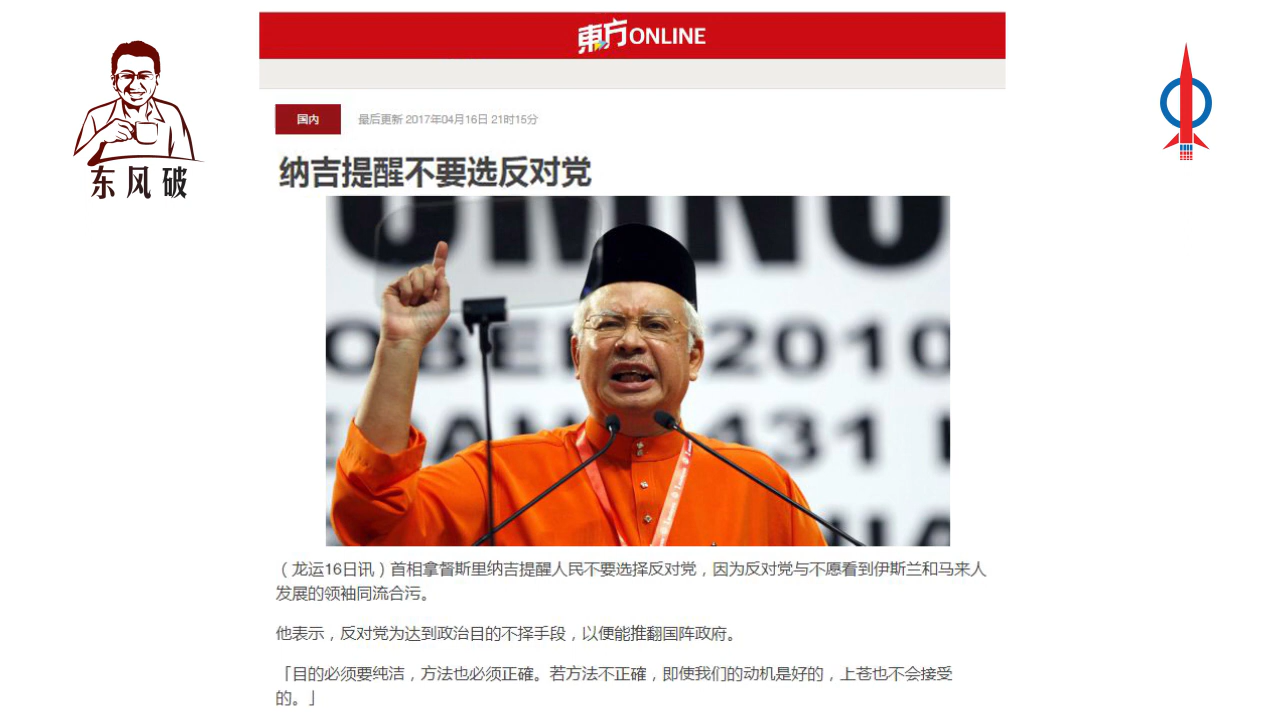 東方ONLINE
国内 最后更新 2017年04月16日 21时15分
东风破
纳吉提醒不要选反对党
UMNO
OBE 2010
1431
（龙运16日讯）首相拿督斯里纳吉提醒人民不要选择反对党，因为反对党与不愿看到伊斯兰和马来人
发展的领袖同流合污。
他表示，反对党为达到政治目的不择手段，以便能推翻国阵政府。
「目的必须要纯洁，方法也必须正確。若方法不正確，即使我们的动机是好的，上苍也不会接受
的。」